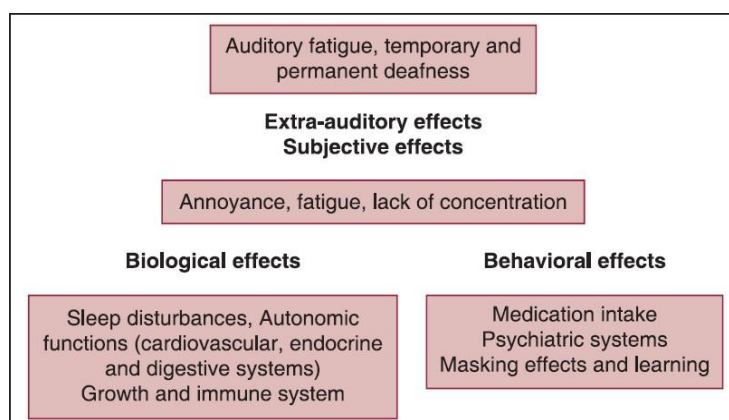 Auditory fatigue, temporary and
permanent deafness
Extra-auditory effects
Subjective effects
Annoyance, fatigue, lack of concentration
Biological effects
Sleep disturbances, Autonomic
functions (cardiovascular, endocrine
and digestive systems)
Growth and immune system
Behavioral effects
Medication intake
Psychiatric systems
Masking effects and learning